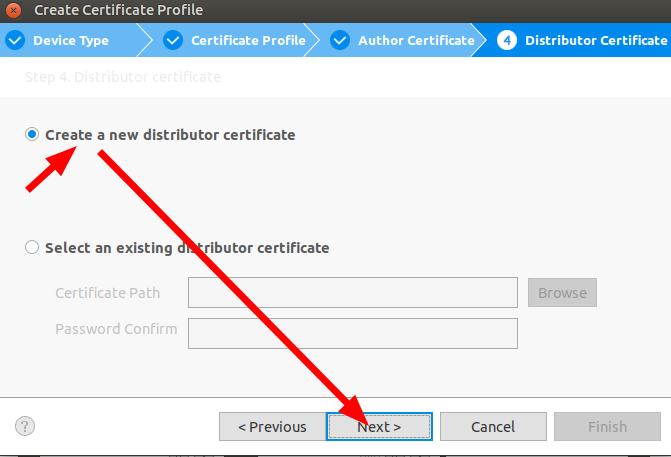 Create Certificate Profile
Device Type Certificate Profile Author Certificate 4 Distributor Certificate
Step 4. Distributor certificate
Create a new distributor certificate
Select an existing distributor certificate
Certificate Path Browse
Password Confirm
? < Previous Next > Cancel Finish